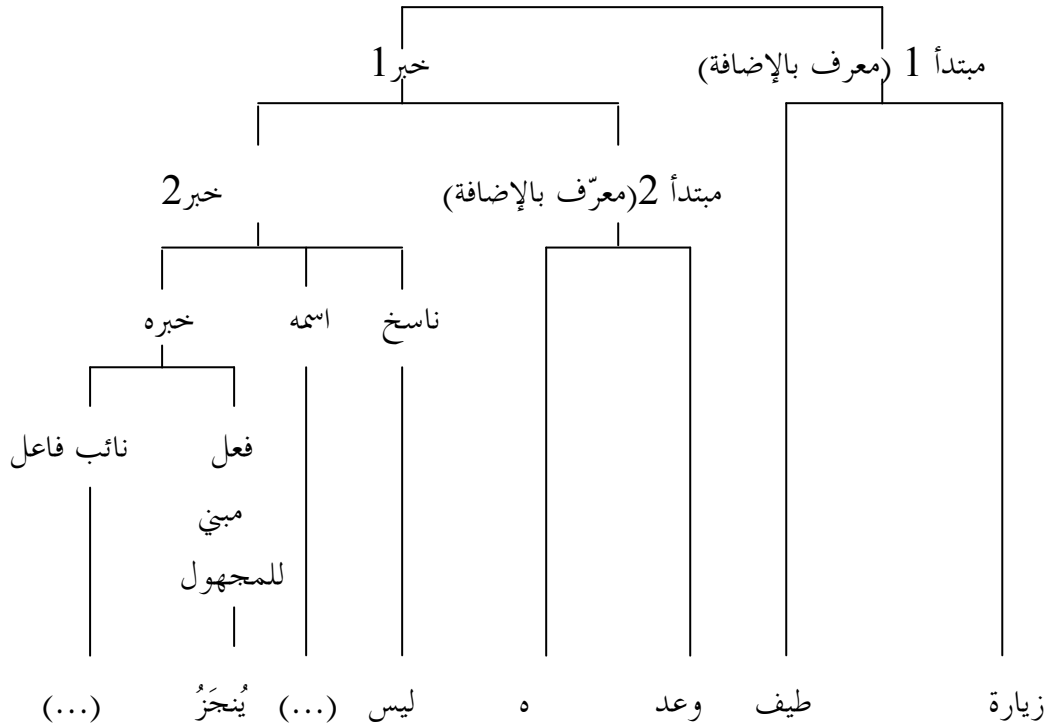 مبتدأ 1 (معرف بالإضافة) خبر1
مبتدأ 2(معرّف بالإضافة) خبر2
ناسخ اسمه خبره
فعل نائب فاعل
مبني
للمجهول
زيارة طيف وعد ه ليس (...) يُنجَزُ (...)